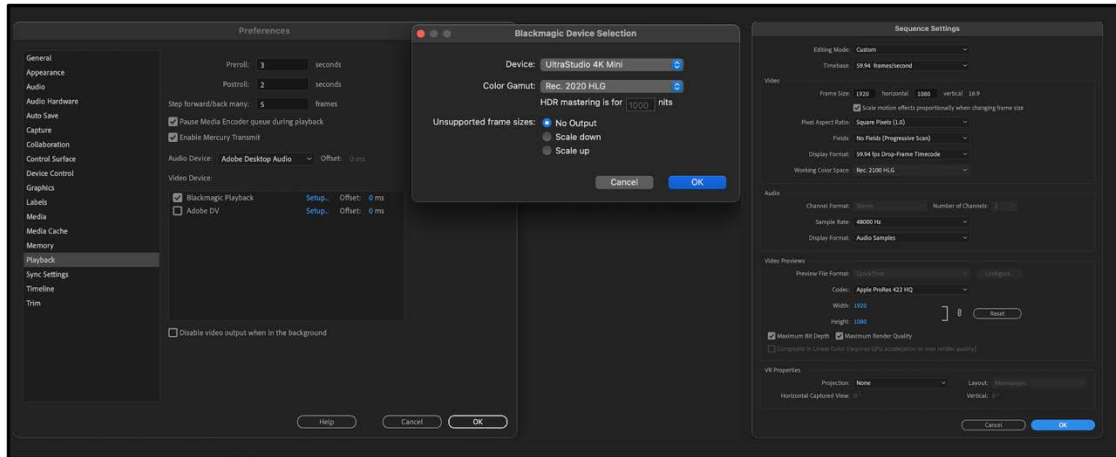 Preferences
General
Appearance
Audio
Audio Hardware
Auto Save
Capture
Collaboration
Control Surface
Device Control
Graphics
Labels
Media
Media Cache
Memory
Playback
Sync Settings
Timeline
Trim
Preroll: 3 seconds
Postroll: 2 seconds
Step forward/back many: 5 frames
Pause Media Encoder queue during playback
Enable Mercury Transmit
Audio Device: Adobe Desktop Audio Offset: 0 ms
Video Device:
Blackmagic Playback Setup... Offset: 0 ms
Adobe DV Setup... Offset: 0 ms
Disable video output when in the background
Help Cancel OK
Blackmagic Device Selection
Device: UltraStudio 4K Mini
Color Gamut: Rec. 2020 HLG
HDR mastering is for 1000 nits
Unsupported frame sizes: No Output
Scale down
Scale up
Cancel OK
Sequence Settings
Editing Mode: Custom
Timebase: 59.94 frames/second
Video
Frame Size: 1920 horizontal 1080 vertical 16:9
Scale motion effects proportionally when changing frame size
Pixel Aspect Ratio: Square Pixels (1.0)
Fields: No Fields (Progressive Scan)
Display Format: 59.94 fps Drop-Frame Timecode
Working Color Space: Rec. 2100 HLG
Audio
Channel Format: Stereo Number of Channels: 2
Sample Rate: 48000 Hz
Display Format: Audio Samples
Video Previews
Preview File Format: QuickTime Configure...
Codec: Apple ProRes 422 HQ
Width: 1920
Height: 1080
Reset
Maximum Bit Depth Maximum Render Quality
Composite in Linear Color (requires GPU acceleration or max render quality)
VR Properties
Projection: None Layout: Monoscopic
Horizontal Captured View: 0° Vertical: 0°
Cancel OK